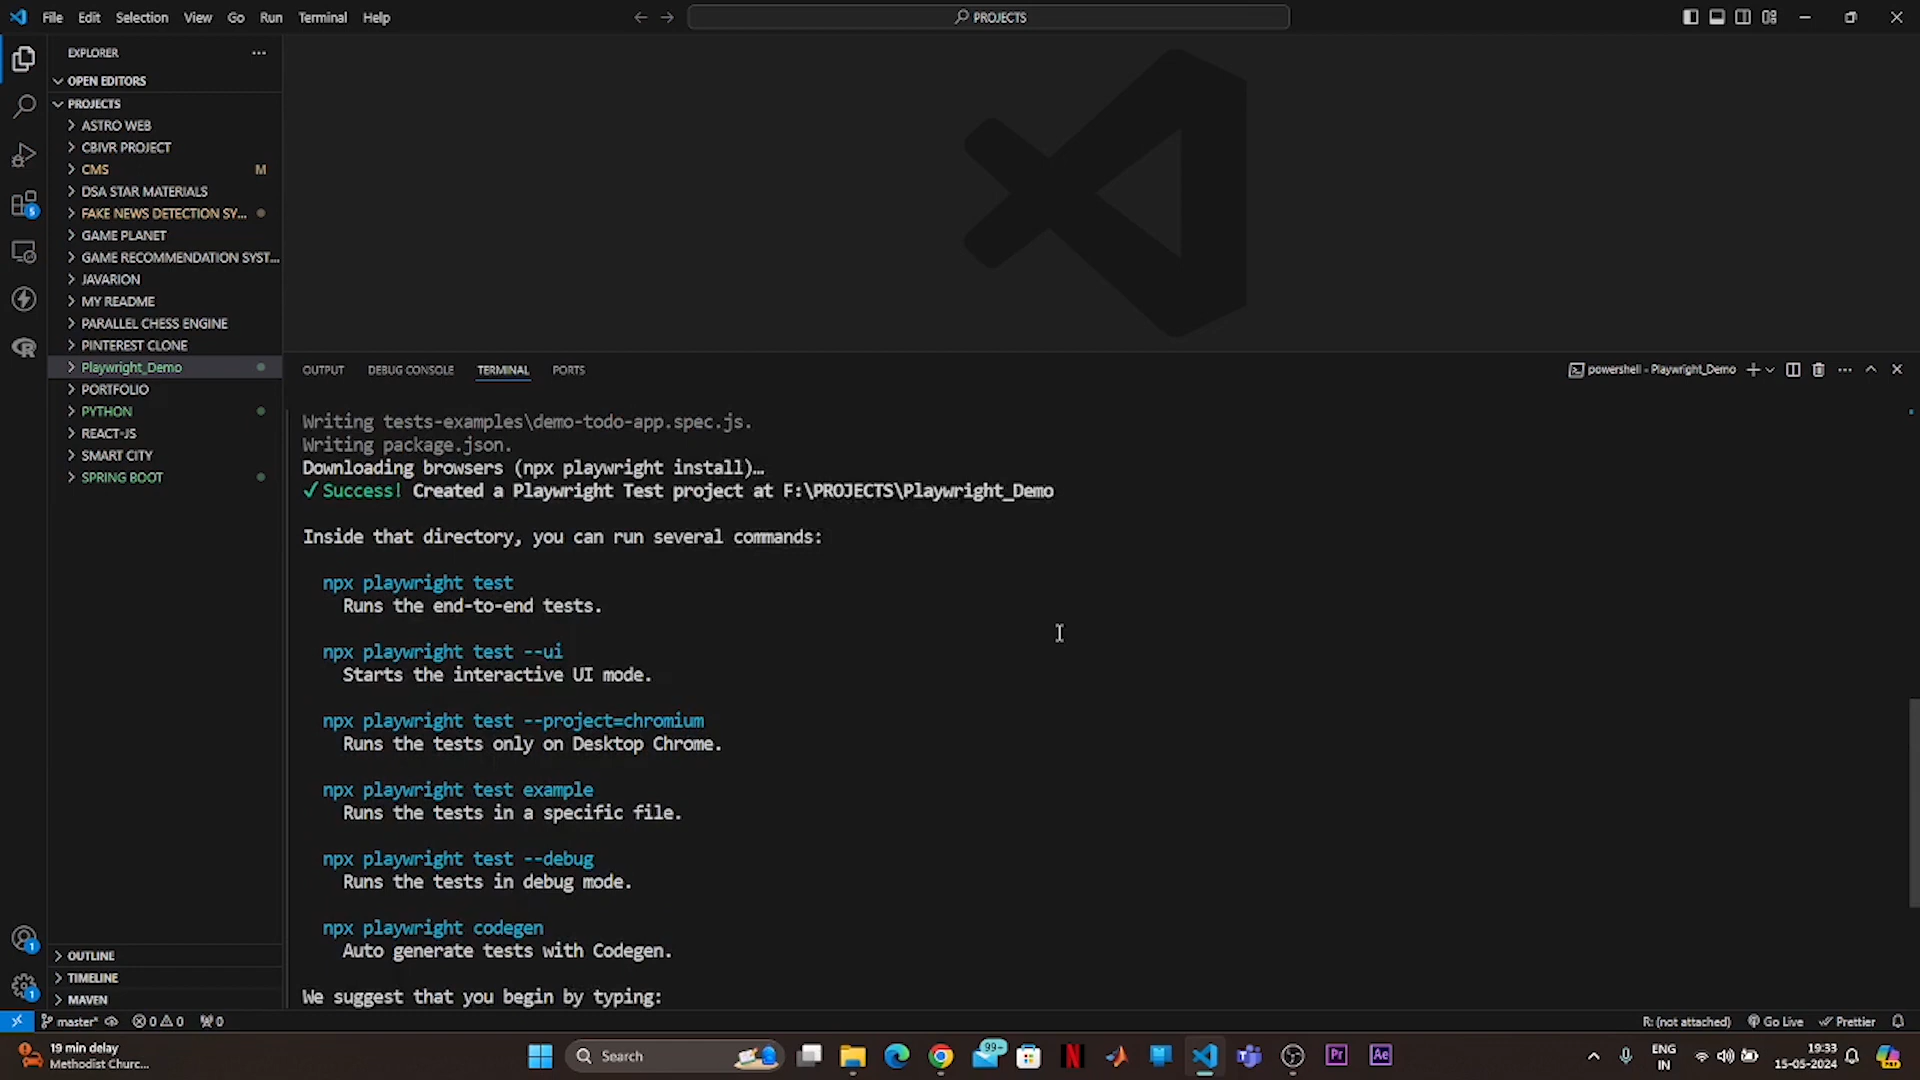 File Edit Selection View Go Run Terminal Help
PROJECTS
EXPLORER
OPEN EDITORS
PROJECTS
ASTRO WEB
CBIVR PROJECT
CMS M
DSA STAR MATERIALS
FAKE NEWS DETECTION SY...
GAME PLANET
GAME RECOMMENDATION SYST...
JAVARION
MY README
PARALLEL CHESS ENGINE
PINTEREST CLONE
Playwright_Demo
PORTFOLIO
PYTHON
REACT-JS
SMART CITY
SPRING BOOT
OUTLINE
TIMELINE
MAVEN
5
1
1
OUTPUT DEBUG CONSOLE TERMINAL PORTS
powershell - Playwright_Demo
Writing tests-examples\demo-todo-app.spec.js.
Writing package.json.
Downloading browsers (npx playwright install)…
✓Success! Created a Playwright Test project at F:\PROJECTS\Playwright_Demo
Inside that directory, you can run several commands:
npx playwright test
Runs the end-to-end tests.
npx playwright test --ui
Starts the interactive UI mode.
npx playwright test --project=chromium
Runs the tests only on Desktop Chrome.
npx playwright test example
Runs the tests in a specific file.
npx playwright test --debug
Runs the tests in debug mode.
npx playwright codegen
Auto generate tests with Codegen.
We suggest that you begin by typing:
master* 0 0 0
R: (not attached) Go Live Prettier
19 min delay
Methodist Churc...
Search
99+
Pr
Ae
ENG
IN
19:33
15-05-2024